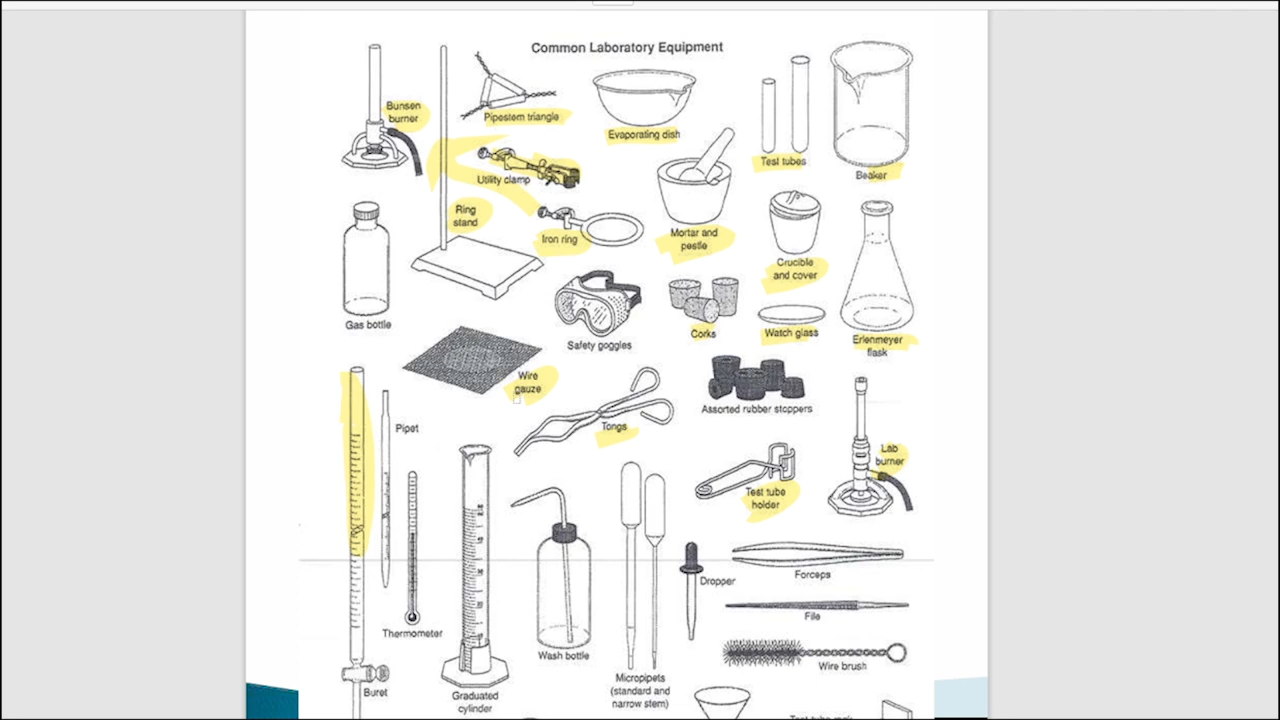 Common Laboratory Equipment
Bunsen
burner
Pipestem triangle
Evaporating dish
Test tubes
Beaker
Utility clamp
Ring
stand
Iron ring
Mortar and
pestle
Crucible
and cover
Gas bottle
Safety goggles
Corks
Watch glass
Erlenmeyer
flask
Wire
gauze
Assorted rubber stoppers
Pipet
Tongs
Lab
burner
Test tube
holder
Dropper
Forceps
File
Thermometer
Wash bottle
Wire brush
Buret
Graduated
cylinder
Micropipets
(standard and
narrow stem)